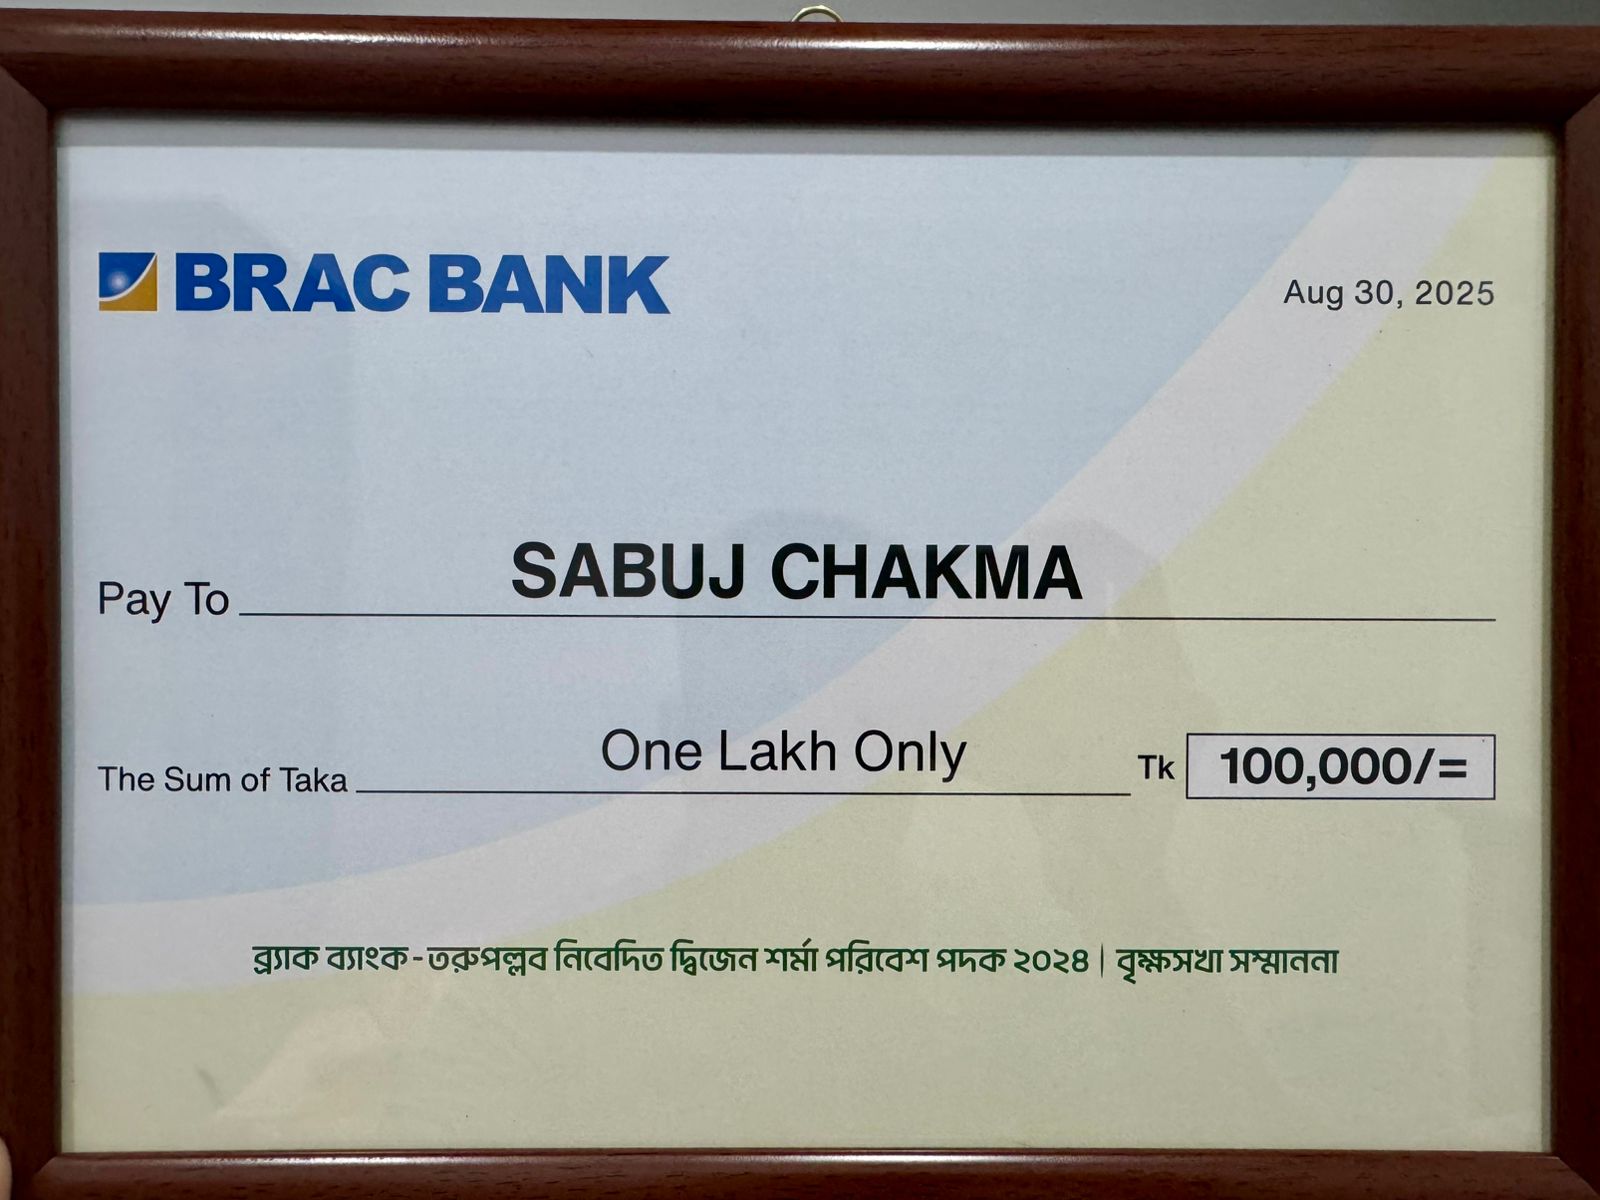 BRAC BANK
Aug 30, 2025
Pay To SABUJ CHAKMA
The Sum of Taka One Lakh Only Tk 100,000/=
ব্র্যাক ব্যাংক - তরুপল্লব নিবেদিত দ্বিজেন শর্মা পরিবেশ পদক ২০২৪ | বৃক্ষসখা সম্মাননা